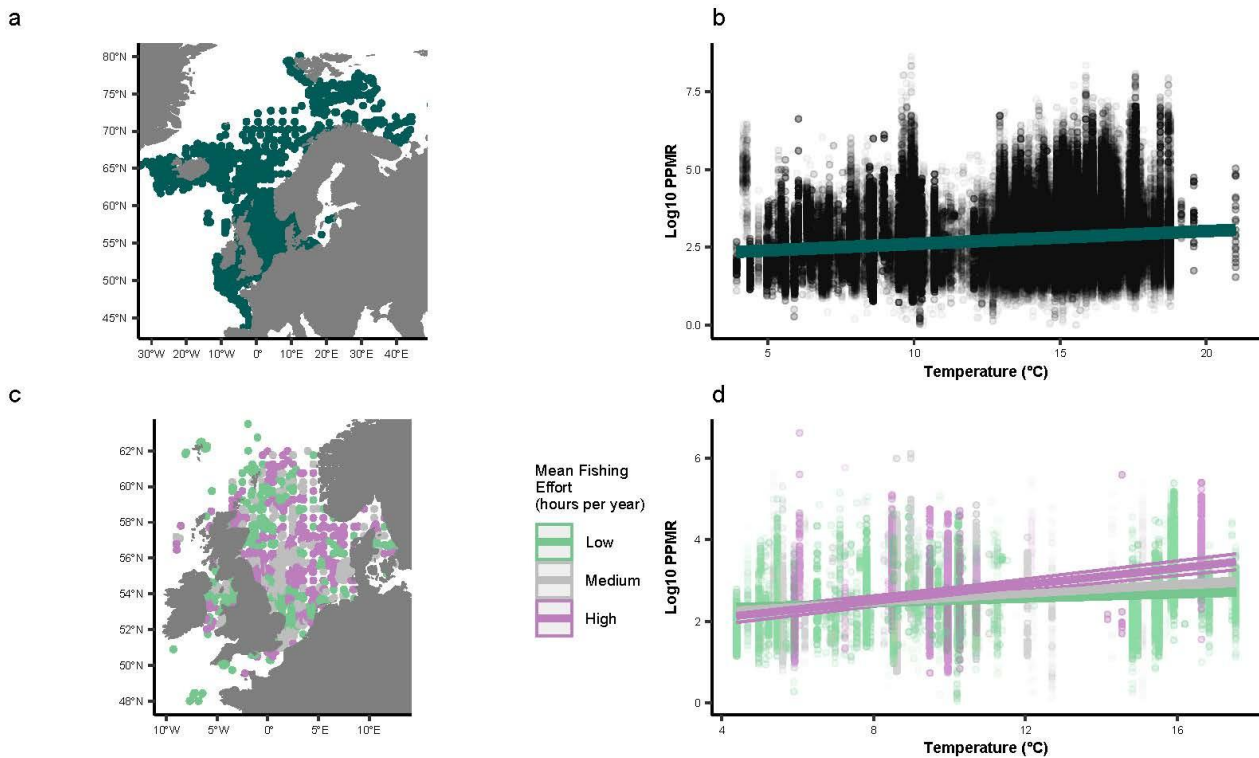 a
80°N
75°N
70°N
65°N
60°N
55°N
50°N
45°N
30°W 20°W 10°W 0° 10°E 20°E 30°E 40°E
b
Log10 PPMR
7.5
5.0
2.5
0.0
5 10 15 20
Temperature (°C)
c
62°N
60°N
58°N
56°N
54°N
52°N
50°N
48°N
10°W 5°W 0° 5°E 10°E
Mean Fishing
Effort
(hours per year)
Low
Medium
High
d
Log10 PPMR
6
4
2
0
4 8 12 16
Temperature (°C)